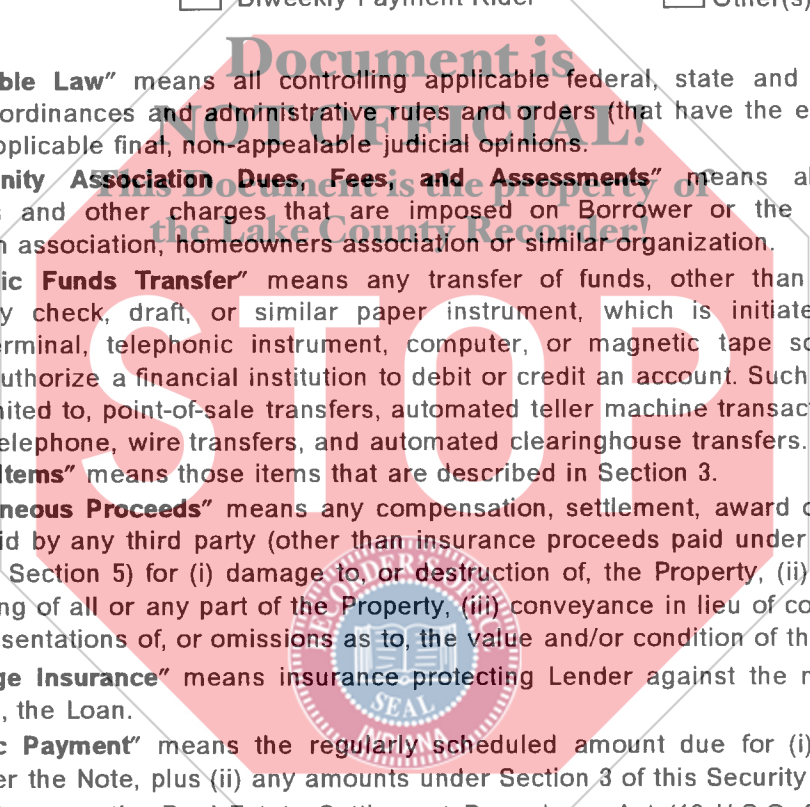 Biweekly Payment Rider Other(s)
Document is
ble Law" means all controlling applicable federal, state and
ordinances and administrative rules and orders (that have the e
NOT OFFICIAL!
pplicable final, non-appealable judicial opinions.
nity Association Dues, Fees, and Assessments" means al
This Document is the property of
s and other charges that are imposed on Borrower or the
the Lake County Recorder!
n association, homeowners association or similar organization.
ic Funds Transfer" means any transfer of funds, other than
y check, draft, or similar paper instrument, which is initiate
erminal, telephonic instrument, computer, or magnetic tape so
uthorize a financial institution to debit or credit an account. Such
STOP
nited to, point-of-sale transfers, automated teller machine transac
elephone, wire transfers, and automated clearinghouse transfers.
Items" means those items that are described in Section 3.
neous Proceeds" means any compensation, settlement, award o
id by any third party (other than insurance proceeds paid under
Section 5) for (i) damage to, or destruction of, the Property, (ii)
ng of all or any part of the Property, (iii) conveyance in lieu of co
sentations of, or omissions as to, the value and/or condition of th
ge Insurance" means insurance protecting Lender against the n
, the Loan.
SEAL
INDIANA
c Payment" means the regularly scheduled amount due for (i)
er the Note, plus (ii) any amounts under Section 3 of this Security